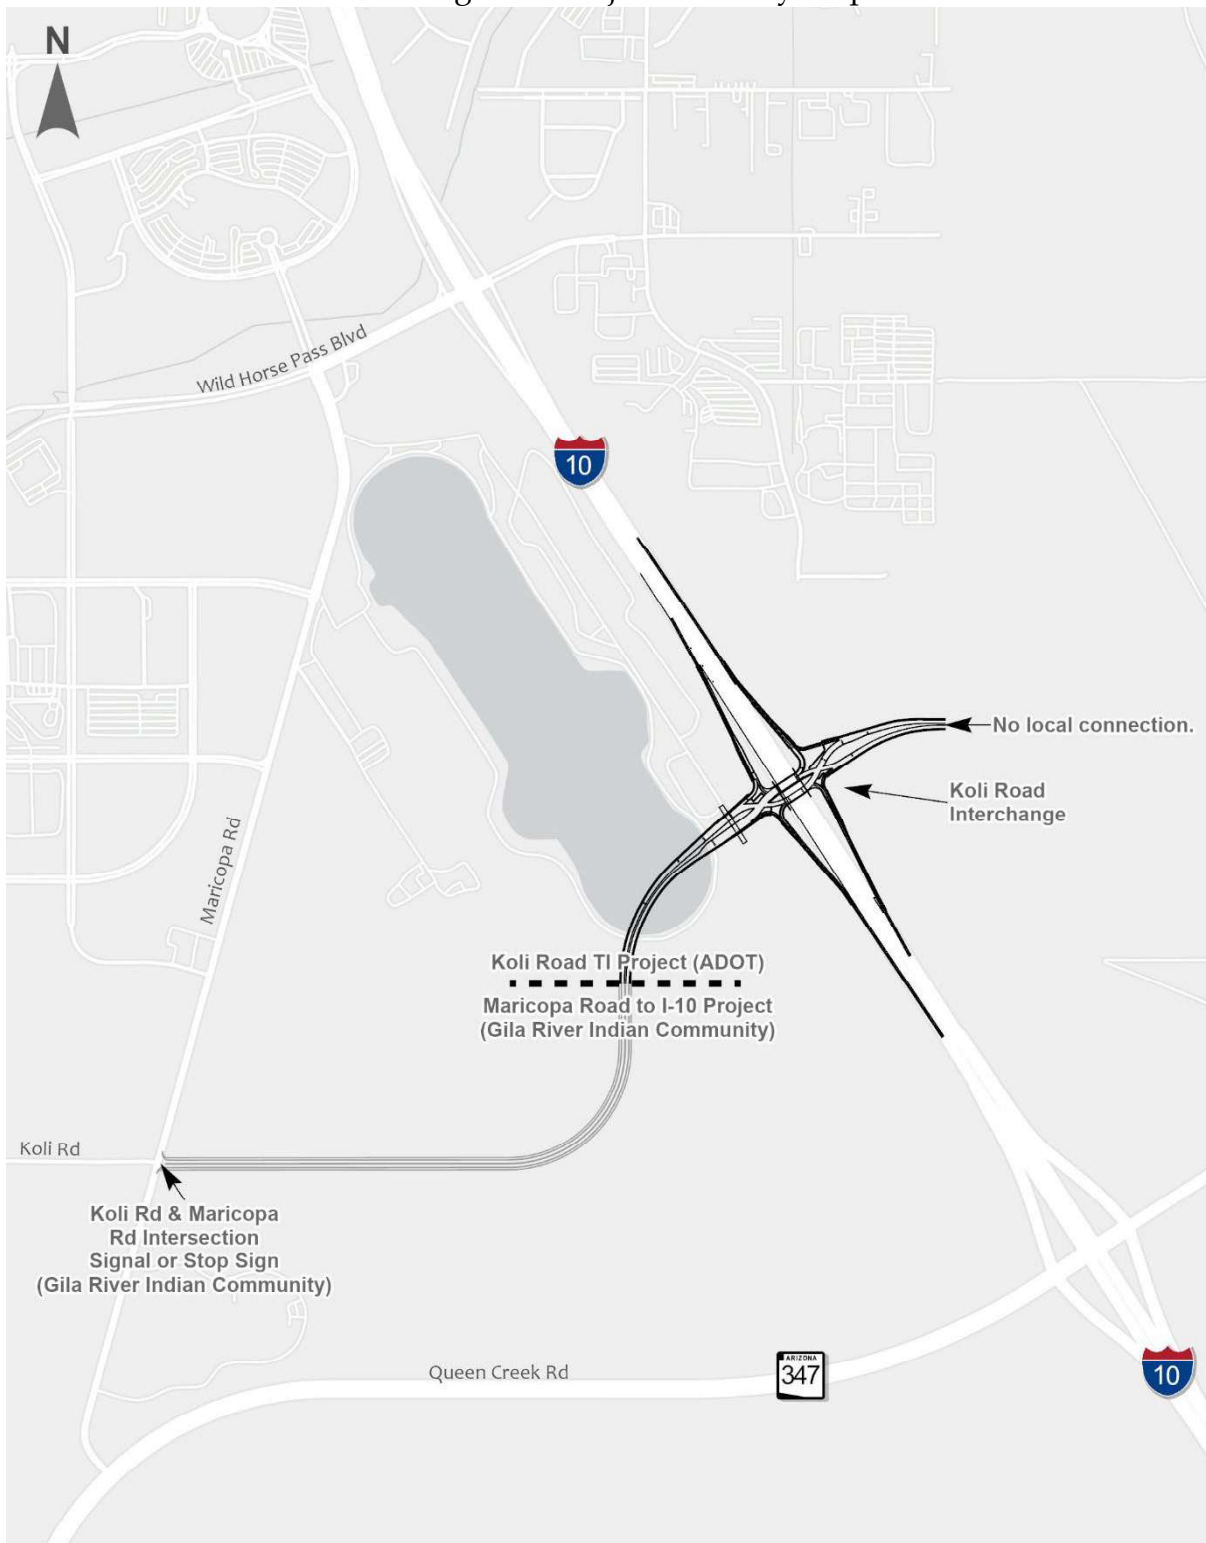 N
Wild Horse Pass Blvd
10
No local connection.
Koli Road
Interchange
Maricopa Rd
Koli Road TI Project (ADOT)
Maricopa Road to I-10 Project
(Gila River Indian Community)
Koli Rd
Koli Rd & Maricopa
Rd Intersection
Signal or Stop Sign
(Gila River Indian Community)
Queen Creek Rd
ARIZONA
347
10